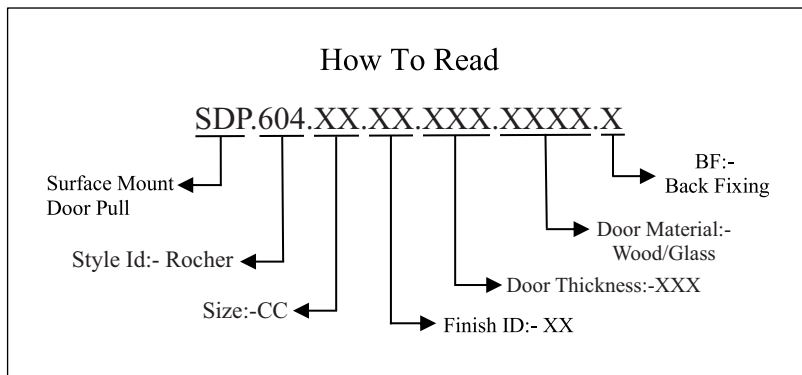 How To Read
SDP.604.XX.XX.XXX.XXXX.X
Surface Mount
Door Pull
BF:-
Back Fixing
Style Id:- Rocher
Door Material:-
Wood/Glass
Size:-CC
Door Thickness:-XXX
Finish ID:- XX